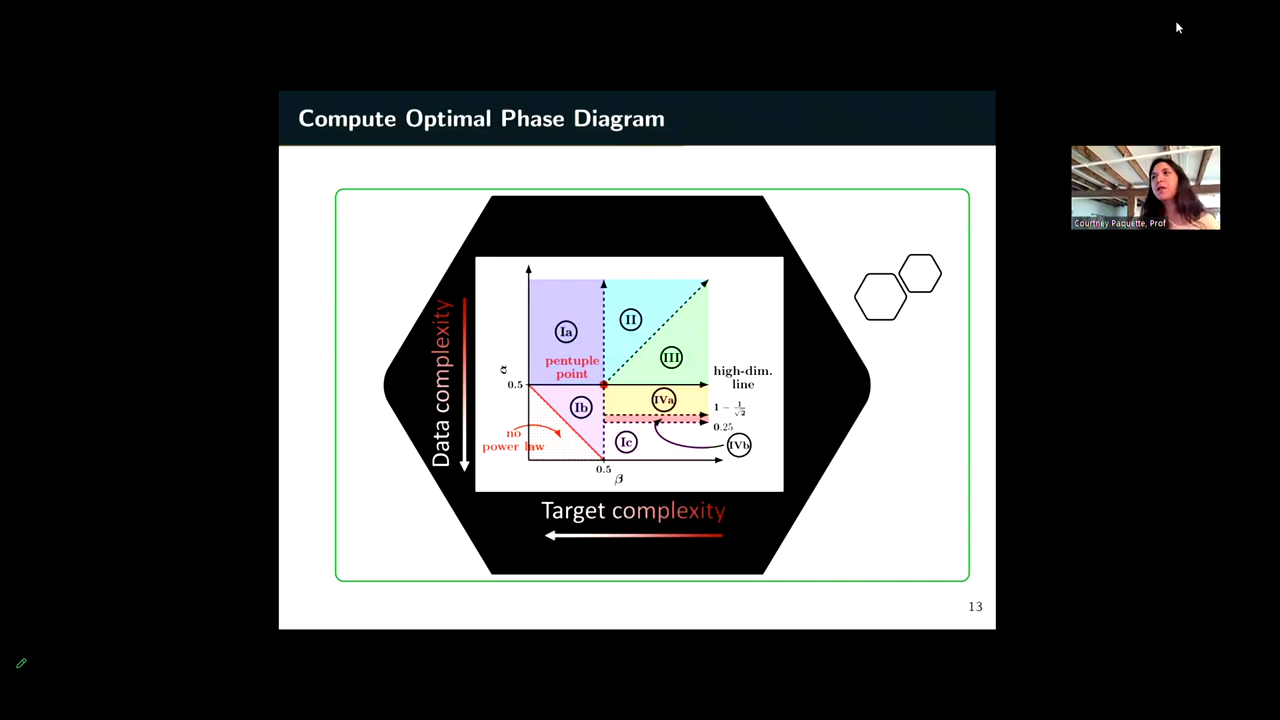 Compute Optimal Phase Diagram
Courtney Paquette, Prof
Data complexity
α
0.5
Ia
II
III
pentuple
point
high-dim.
line
IVa
1 − 1/√2
0.25
Ib
Ic
IVb
no
power law
0.5
β
Target complexity
13